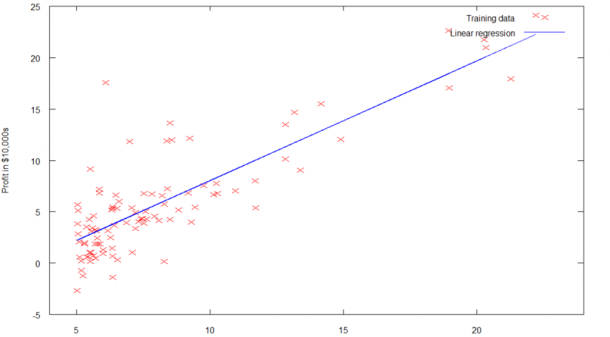 25
Training data
Linear regression
20
15
10
5
0
-5
Profit in $10,000s
5 10 15 20